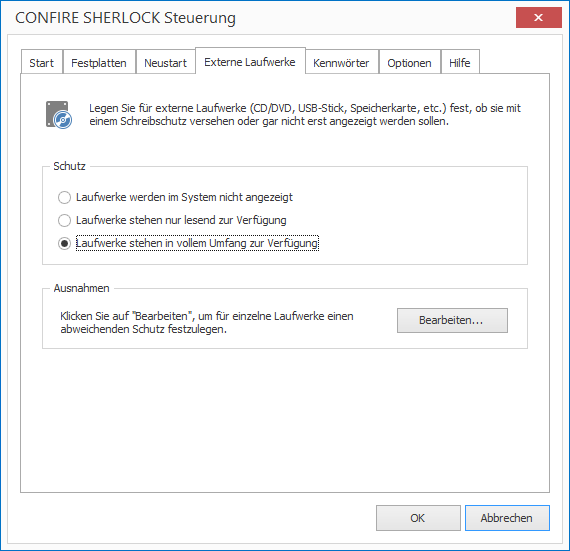 CONFIRE SHERLOCK Steuerung
Start Festplatten Neustart Externe Laufwerke Kennwörter Optionen Hilfe
Legen Sie für externe Laufwerke (CD/DVD, USB-Stick, Speicherkarte, etc.) fest, ob sie mit
einem Schreibschutz versehen oder gar nicht erst angezeigt werden sollen.
Schutz
Laufwerke werden im System nicht angezeigt
Laufwerke stehen nur lesend zur Verfügung
Laufwerke stehen in vollem Umfang zur Verfügung
Ausnahmen
Klicken Sie auf "Bearbeiten", um für einzelne Laufwerke einen
abweichenden Schutz festzulegen.
Bearbeiten...
OK Abbrechen